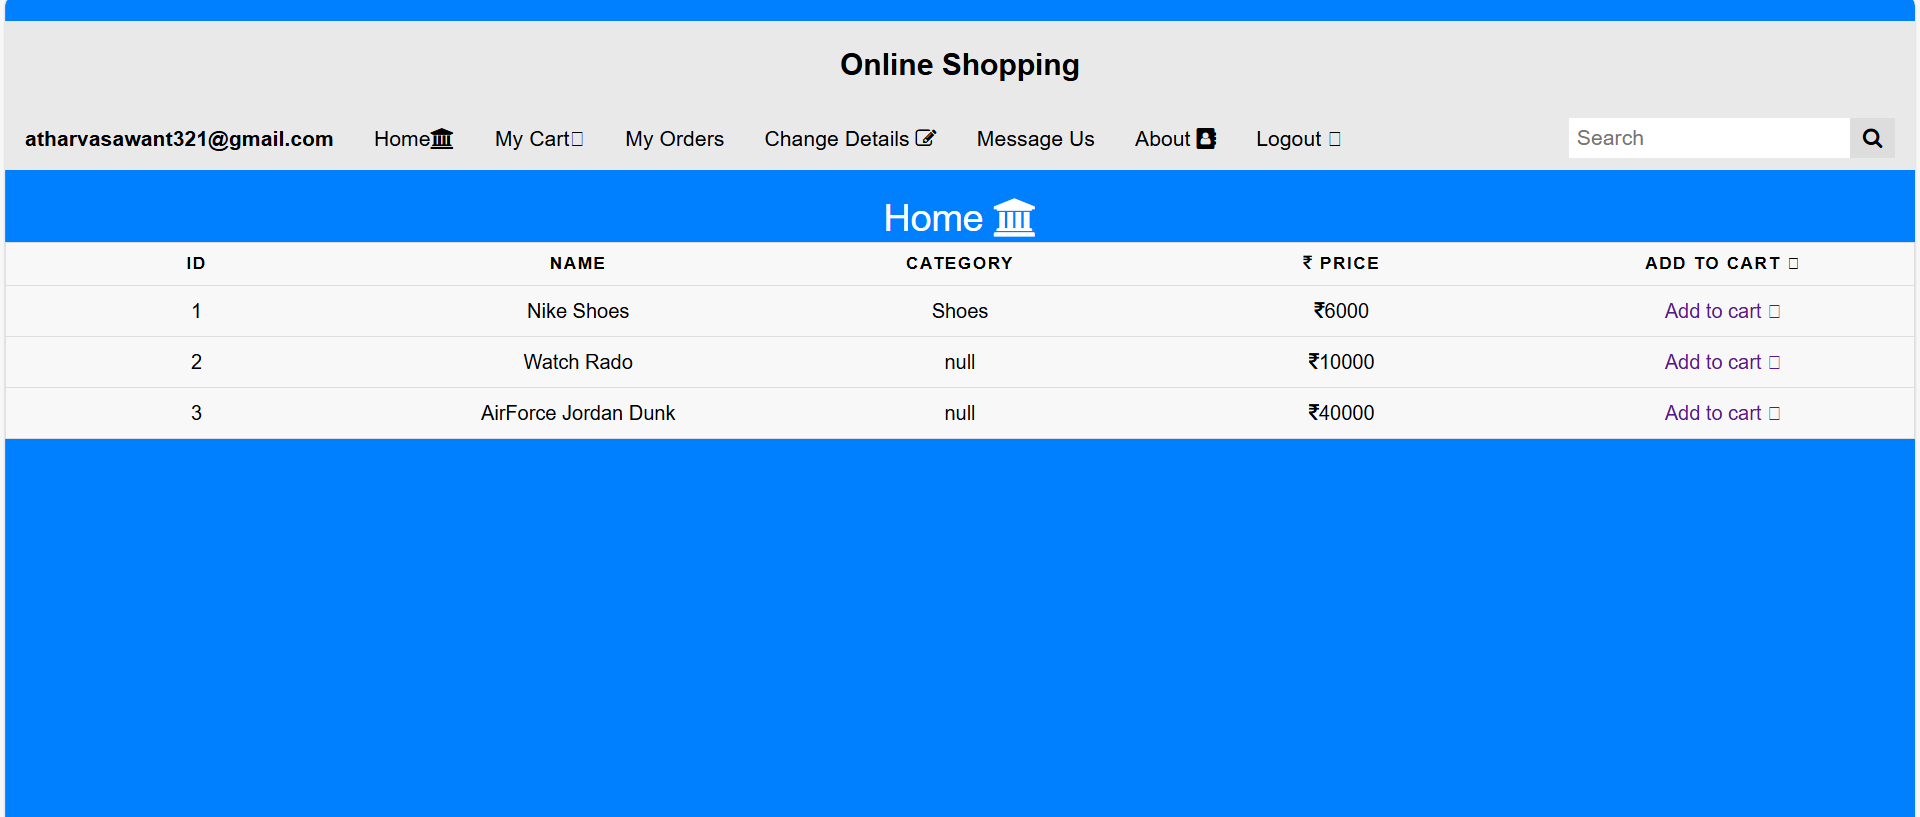 Online Shopping
atharvasawant321@gmail.com Home My Cart My Orders Change Details Message Us About Logout Search
Home
ID NAME CATEGORY ₹ PRICE ADD TO CART
1 Nike Shoes Shoes ₹6000 Add to cart
2 Watch Rado null ₹10000 Add to cart
3 AirForce Jordan Dunk null ₹40000 Add to cart